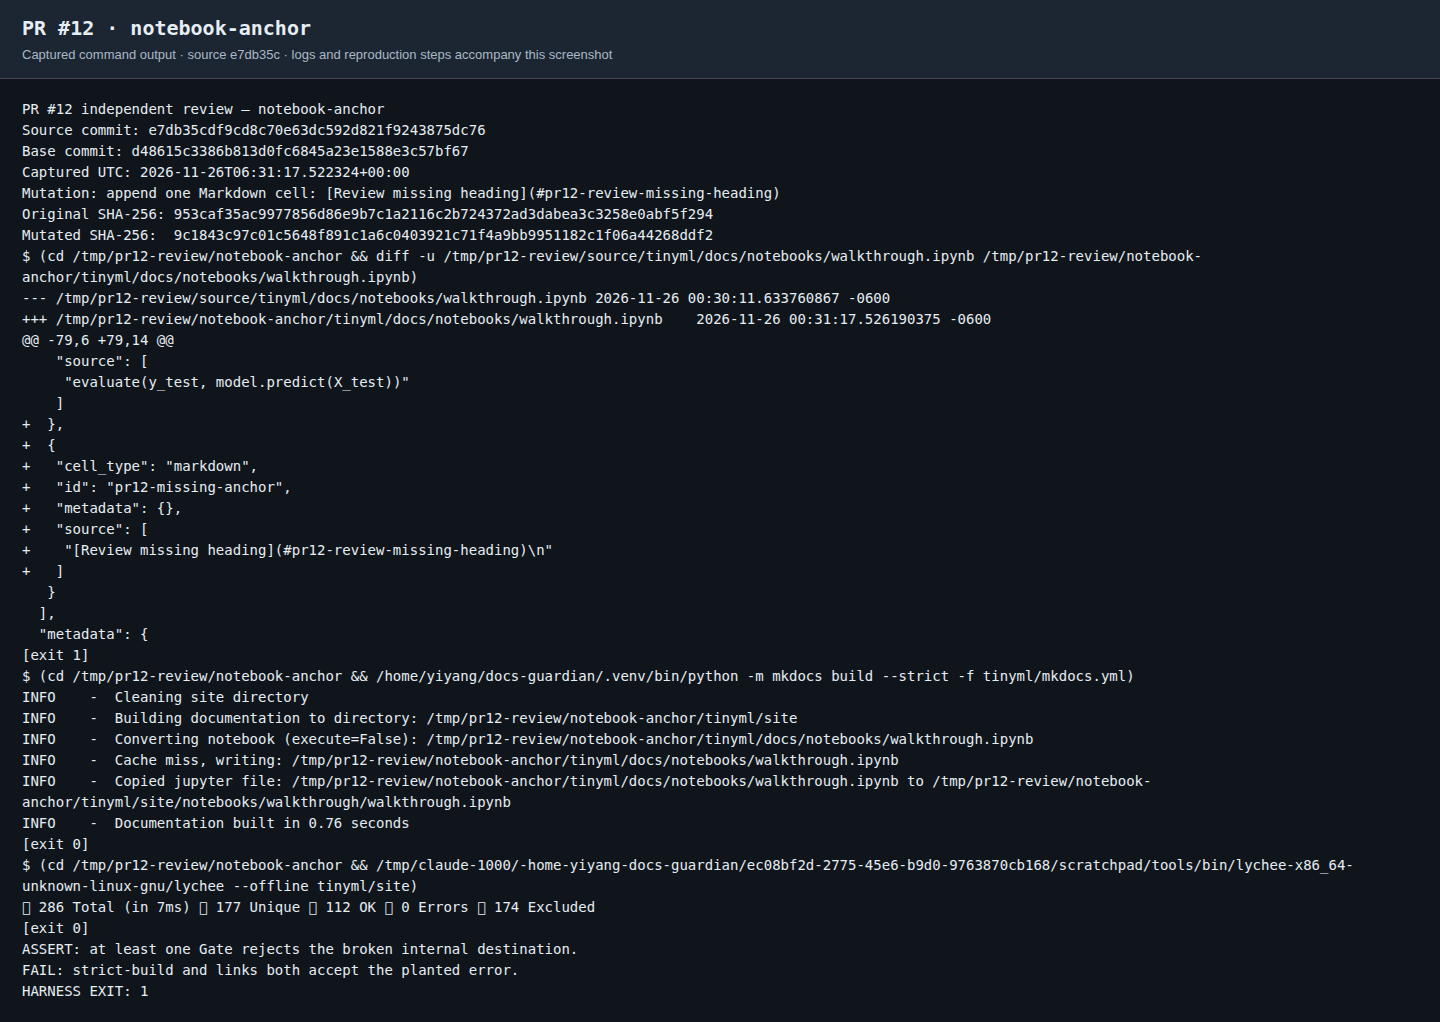 PR #12 · notebook-anchor
Captured command output · source e7db35c · logs and reproduction steps accompany this screenshot
PR #12 independent review — notebook-anchor
Source commit: e7db35cdf9cd8c70e63dc592d821f9243875dc76
Base commit: d48615c3386b813d0fc6845a23e1588e3c57bf67
Captured UTC: 2026-11-26T06:31:17.522324+00:00
Mutation: append one Markdown cell: [Review missing heading](#pr12-review-missing-heading)
Original SHA-256: 953caf35ac9977856d86e9b7c1a2116c2b724372ad3dabea3c3258e0abf5f294
Mutated SHA-256:  9c1843c97c01c5648f891c1a6c0403921c71f4a9bb9951182c1f06a44268ddf2
$ (cd /tmp/pr12-review/notebook-anchor && diff -u /tmp/pr12-review/source/tinyml/docs/notebooks/walkthrough.ipynb /tmp/pr12-review/notebook-
anchor/tinyml/docs/notebooks/walkthrough.ipynb)
--- /tmp/pr12-review/source/tinyml/docs/notebooks/walkthrough.ipynb 2026-11-26 00:30:11.633760867 -0600
+++ /tmp/pr12-review/notebook-anchor/tinyml/docs/notebooks/walkthrough.ipynb    2026-11-26 00:31:17.526190375 -0600
@@ -79,6 +79,14 @@
    "source": [
     "evaluate(y_test, model.predict(X_test))"
    ]
+  },
+  {
+   "cell_type": "markdown",
+   "id": "pr12-missing-anchor",
+   "metadata": {},
+   "source": [
+    "[Review missing heading](#pr12-review-missing-heading)\n"
+   ]
   }
  ],
  "metadata": {
[exit 1]
$ (cd /tmp/pr12-review/notebook-anchor && /home/yiyang/docs-guardian/.venv/bin/python -m mkdocs build --strict -f tinyml/mkdocs.yml)
INFO    -  Cleaning site directory
INFO    -  Building documentation to directory: /tmp/pr12-review/notebook-anchor/tinyml/site
INFO    -  Converting notebook (execute=False): /tmp/pr12-review/notebook-anchor/tinyml/docs/notebooks/walkthrough.ipynb
INFO    -  Cache miss, writing: /tmp/pr12-review/notebook-anchor/tinyml/docs/notebooks/walkthrough.ipynb
INFO    -  Copied jupyter file: /tmp/pr12-review/notebook-anchor/tinyml/docs/notebooks/walkthrough.ipynb to /tmp/pr12-review/notebook-
anchor/tinyml/site/notebooks/walkthrough/walkthrough.ipynb
INFO    -  Documentation built in 0.76 seconds
[exit 0]
$ (cd /tmp/pr12-review/notebook-anchor && /tmp/claude-1000/-home-yiyang-docs-guardian/ec08bf2d-2775-45e6-b9d0-9763870cb168/scratchpad/tools/bin/lychee-x86_64-
unknown-linux-gnu/lychee --offline tinyml/site)
286 Total (in 7ms) 177 Unique 112 OK 0 Errors 174 Excluded
[exit 0]
ASSERT: at least one Gate rejects the broken internal destination.
FAIL: strict-build and links both accept the planted error.
HARNESS EXIT: 1